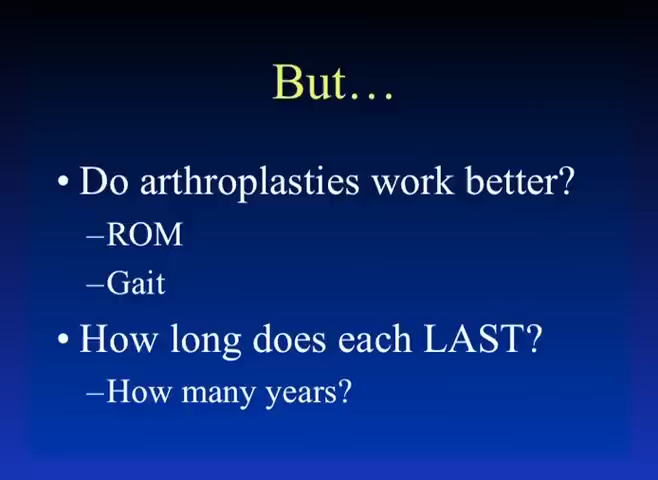 But…
• Do arthroplasties work better?
–ROM
–Gait
• How long does each LAST?
–How many years?